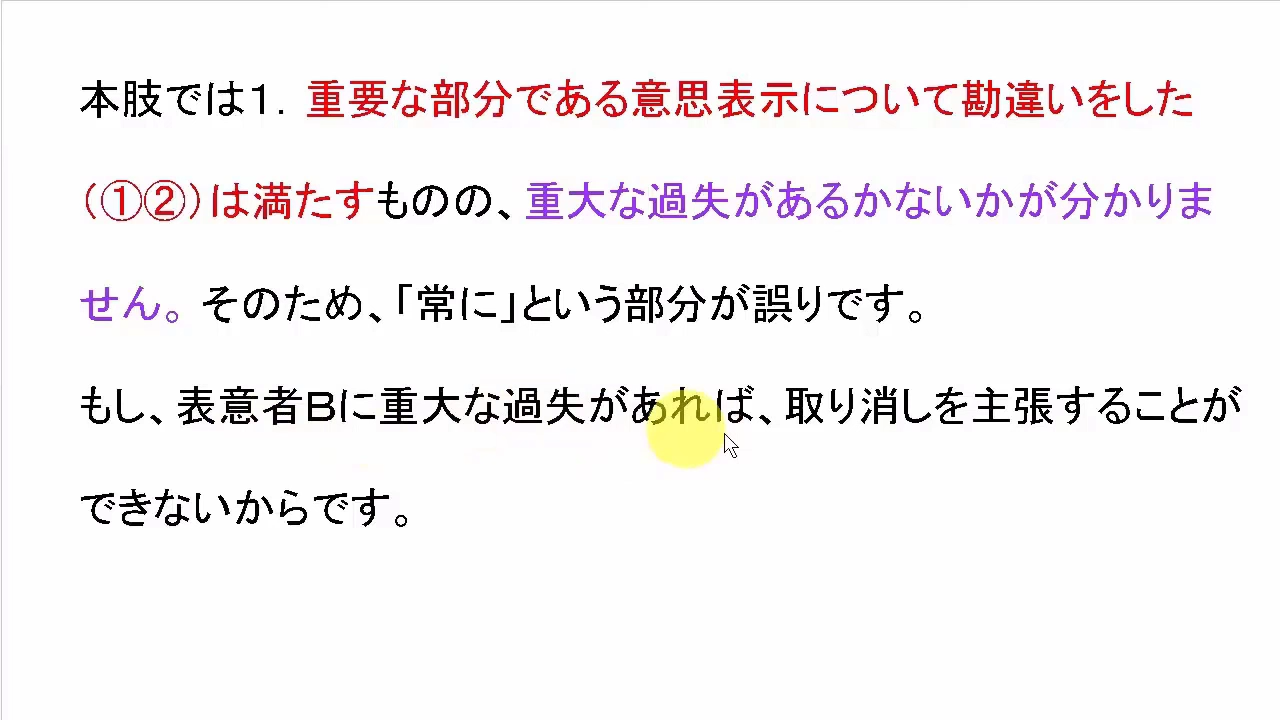 本肢では１．重要な部分である意思表示について勘違いをした
（①②）は満たすものの、重大な過失があるかないかが分かりま
せん。そのため、「常に」という部分が誤りです。
もし、表意者Ｂに重大な過失があれば、取り消しを主張することが
できないからです。